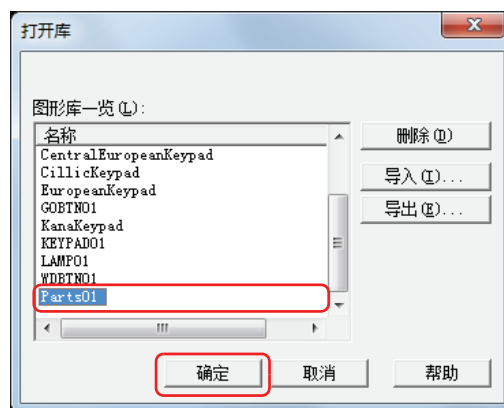 打开库
图形库一览(L):
名称
CentralEuropeanKeypad
CillicKeypad
EuropeanKeypad
GOBTN01
KanaKeypad
KEYPAD01
LAMP01
WDBTN01
Parts01
删除(D)
导入(I)...
导出(E)...
确定
取消
帮助